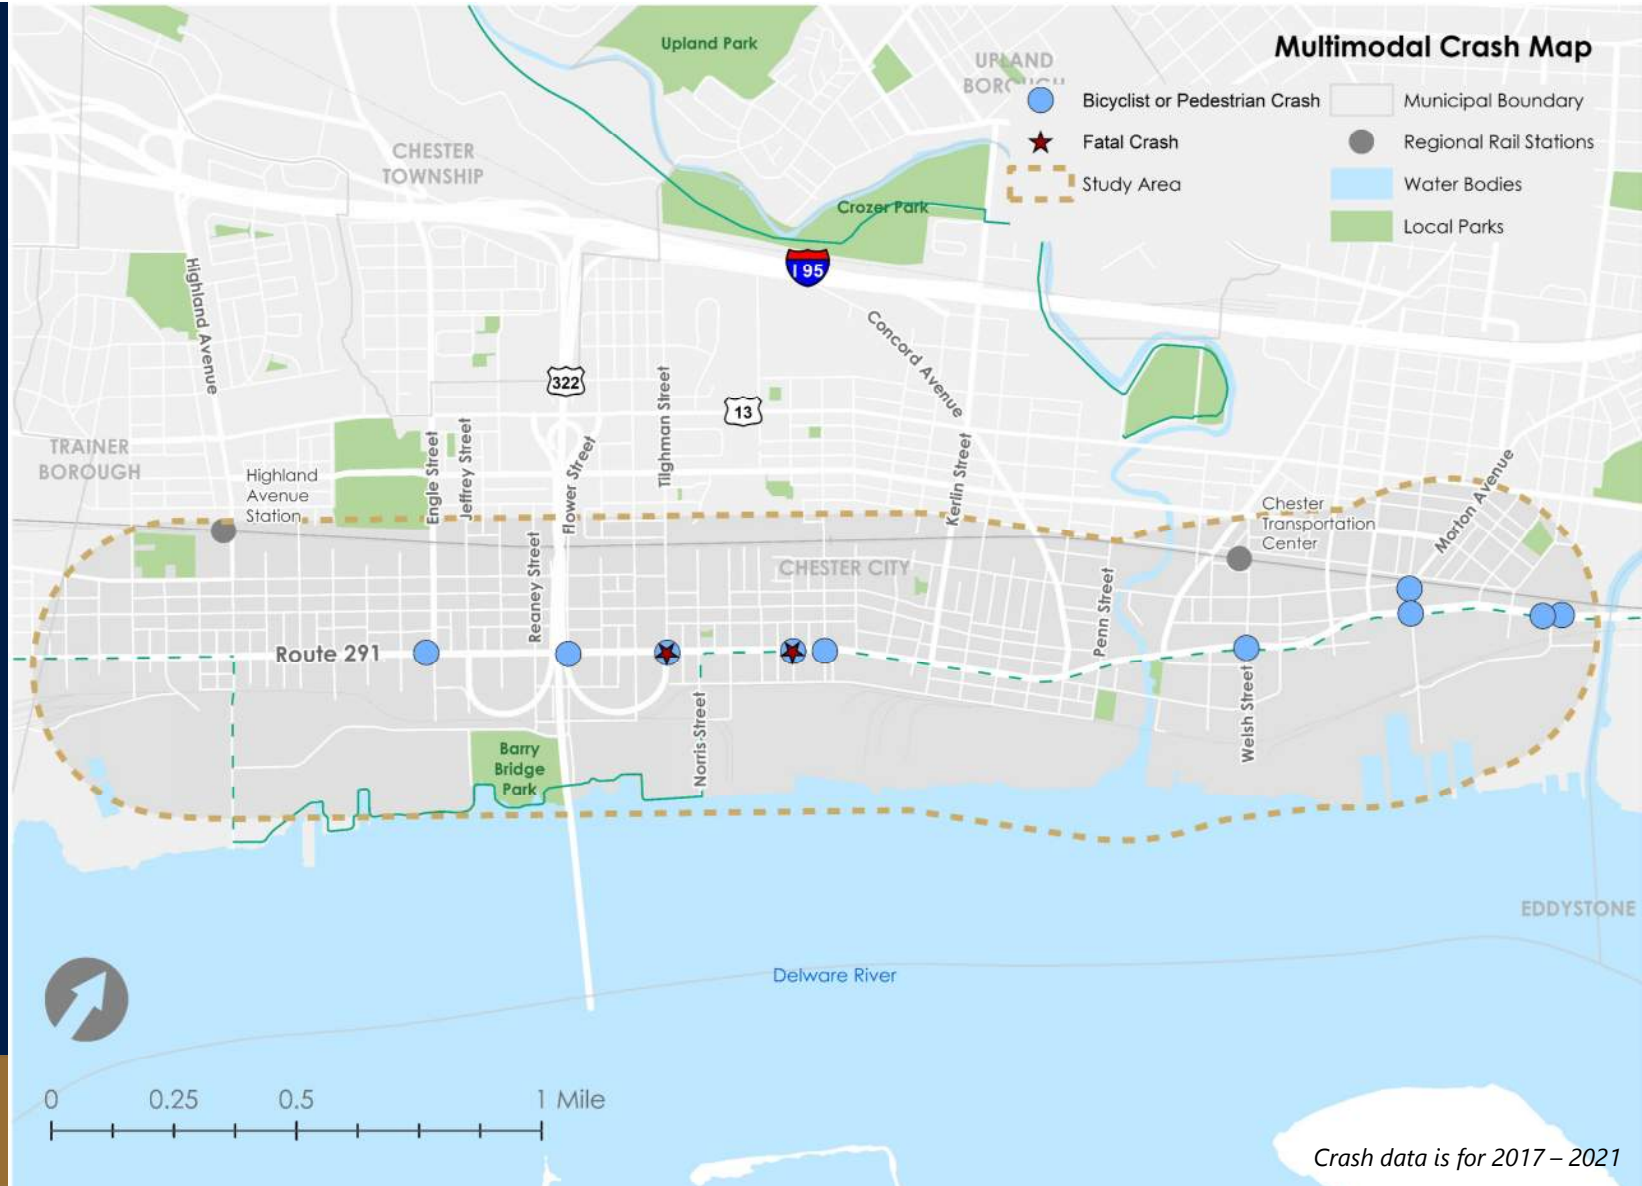 Multimodal Crash Map
Bicyclist or Pedestrian Crash
Fatal Crash
Study Area
Municipal Boundary
Regional Rail Stations
Water Bodies
Local Parks
Upland Park
UPLAND
BOROUGH
CHESTER
TOWNSHIP
Crozer Park
I 95
Highland Avenue
Concord Avenue
322
13
Tilghman Street
TRAINER
BOROUGH
Highland
Avenue
Station
Engle Street
Jeffrey Street
Flower Street
Kerlin Street
Morton Avenue
Chester
Transportation
Center
Reaney Street
CHESTER CITY
Penn Street
Route 291
Norris Street
Welsh Street
Barry
Bridge
Park
EDDYSTONE
Delware River
0 0.25 0.5 1 Mile
Crash data is for 2017 – 2021